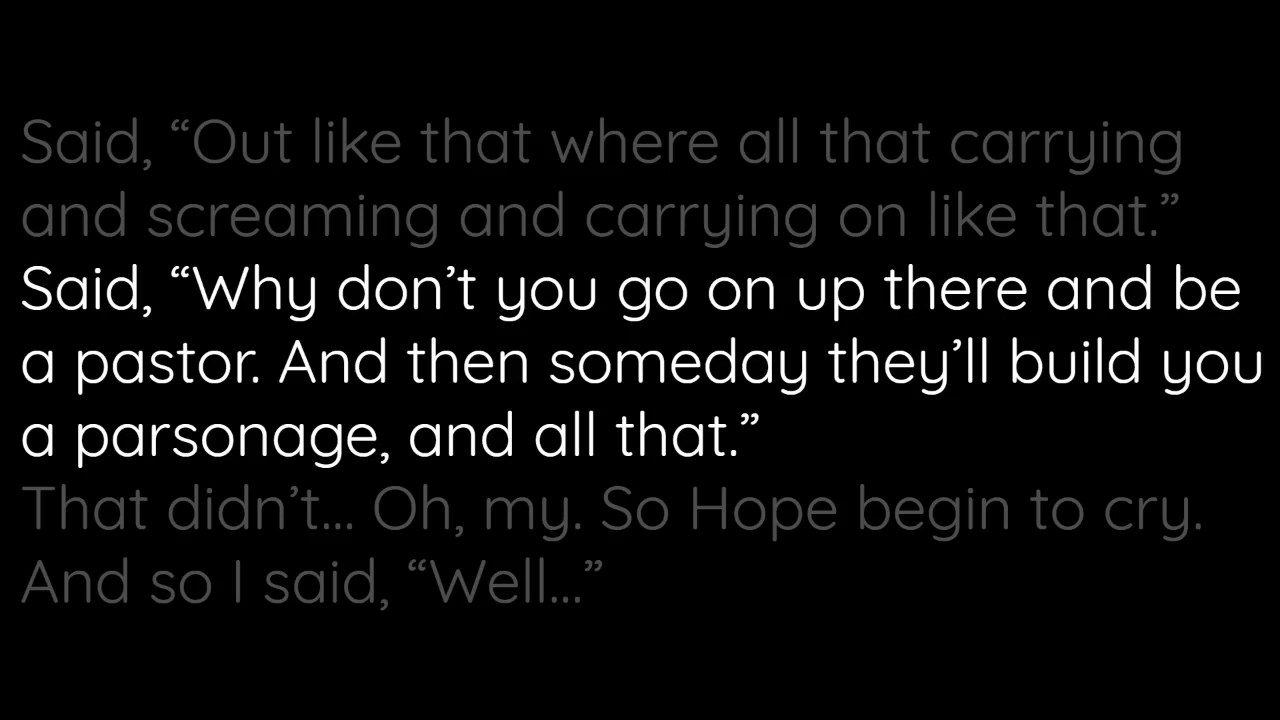 Said, “Out like that where all that carrying
and screaming and carrying on like that.”
Said, “Why don’t you go on up there and be
a pastor. And then someday they’ll build you
a parsonage, and all that.”
That didn’t... Oh, my. So Hope begin to cry.
And so I said, “Well...”